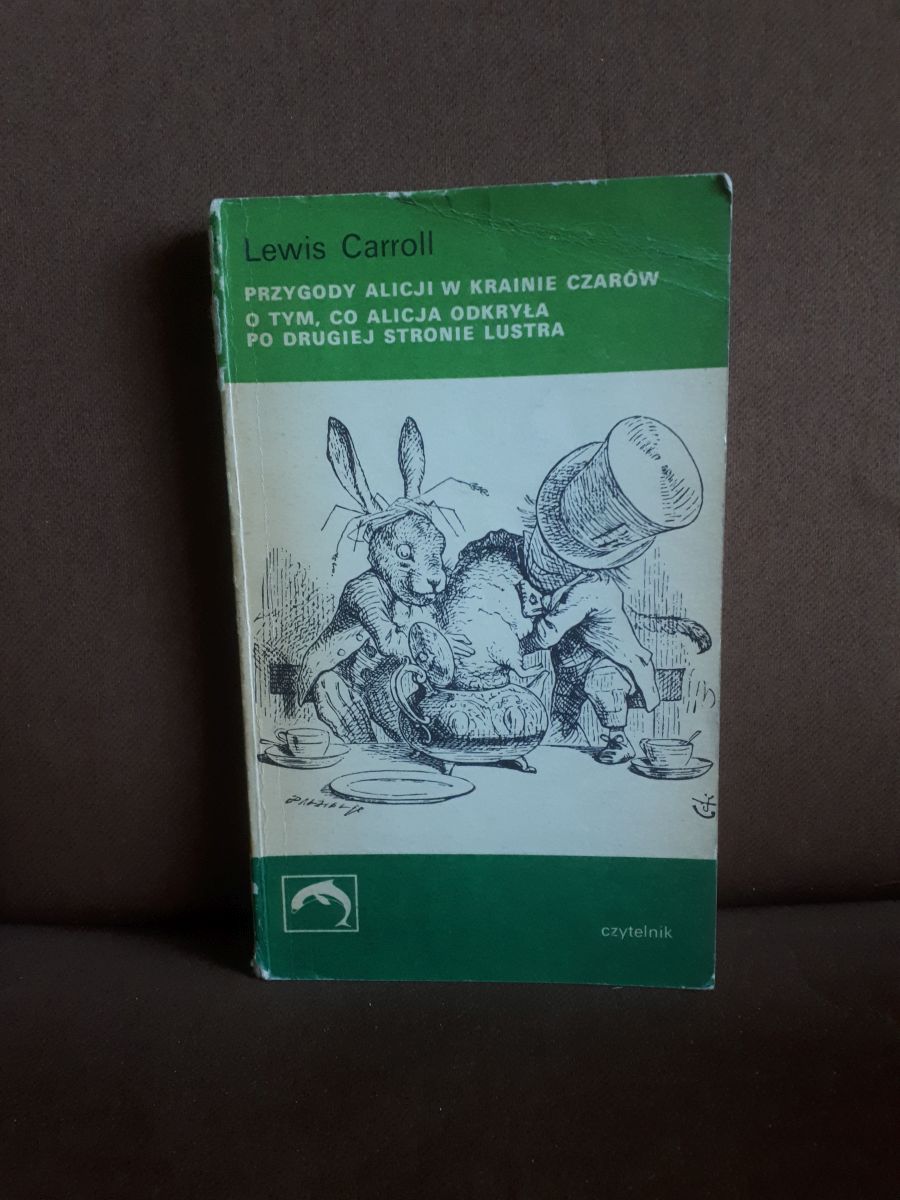 Lewis Carroll
PRZYGODY ALICJI W KRAINIE CZARÓW
O TYM, CO ALICJA ODKRYŁA
PO DRUGIEJ STRONIE LUSTRA
czytelnik